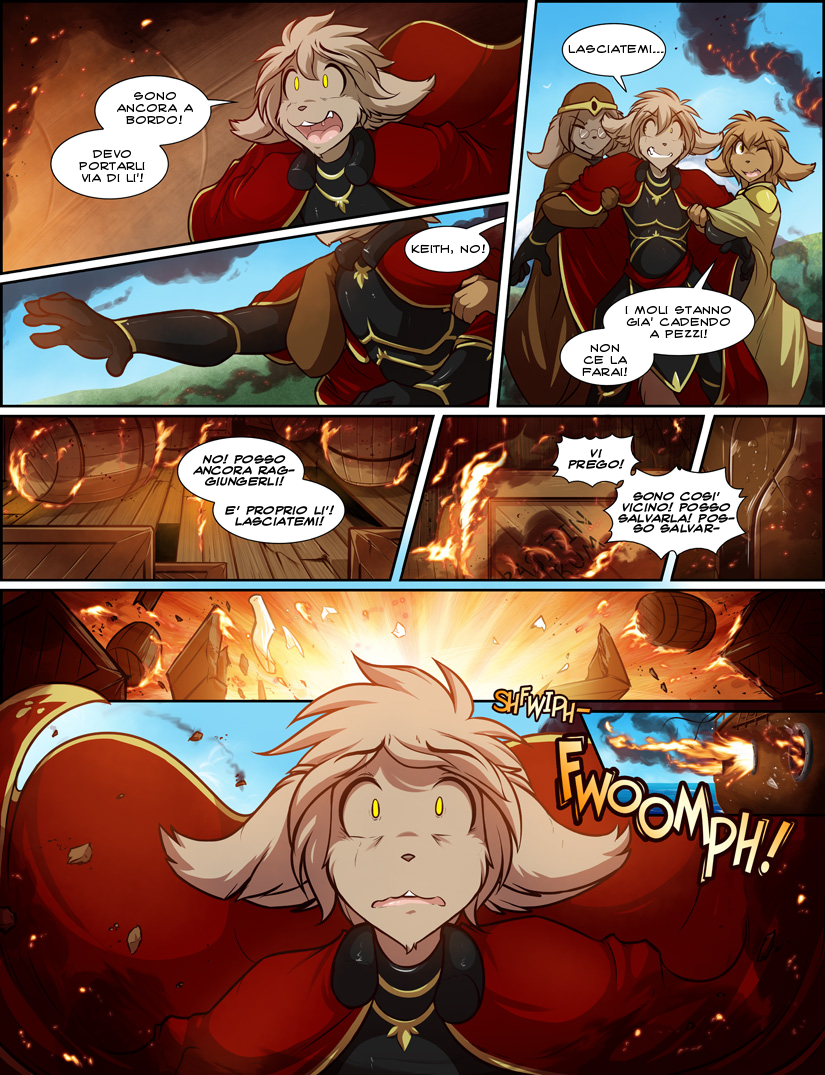 SONO
ANCORA A
BORDO!
DEVO
PORTARLI
VIA DI LI'!
LASCIATEMI...
KEITH, NO!
I MOLI STANNO
GIA' CADENDO
A PEZZI!
NON
CE LA
FARAI!
NO! POSSO
ANCORA RAG-
GIUNGERLI!
E' PROPRIO LI'!
LASCIATEMI!
VI
PREGO!
SONO COSI'
VICINO! POSSO
SALVARLA! POS-
SO SALVAR-
SHFWIPH-
FWOOMPH!